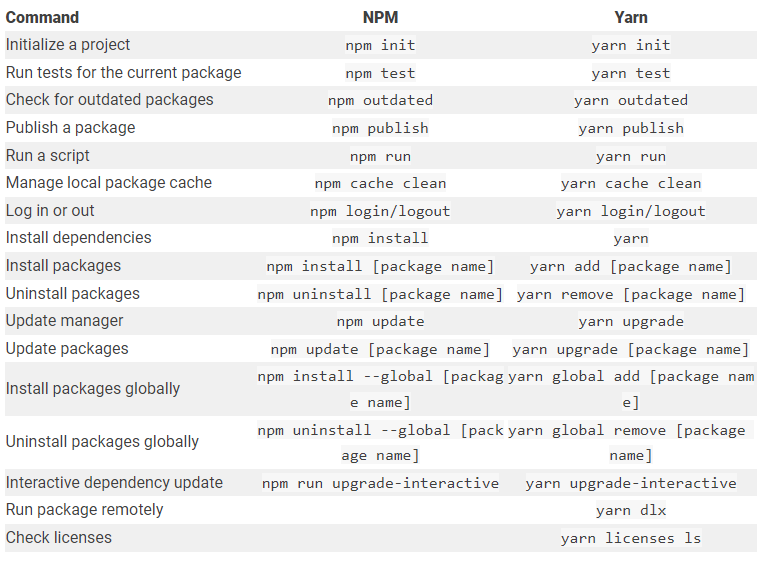 Command NPM Yarn
Initialize a project npm init yarn init
Run tests for the current package npm test yarn test
Check for outdated packages npm outdated yarn outdated
Publish a package npm publish yarn publish
Run a script npm run yarn run
Manage local package cache npm cache clean yarn cache clean
Log in or out npm login/logout yarn login/logout
Install dependencies npm install yarn
Install packages npm install [package name] yarn add [package name]
Uninstall packages npm uninstall [package name] yarn remove [package name]
Update manager npm update yarn upgrade
Update packages npm update [package name] yarn upgrade [package name]
Install packages globally npm install --global [packag yarn global add [package nam
e name] e]
Uninstall packages globally npm uninstall --global [pack yarn global remove [package
age name] name]
Interactive dependency update npm run upgrade-interactive yarn upgrade-interactive
Run package remotely yarn dlx
Check licenses yarn licenses ls